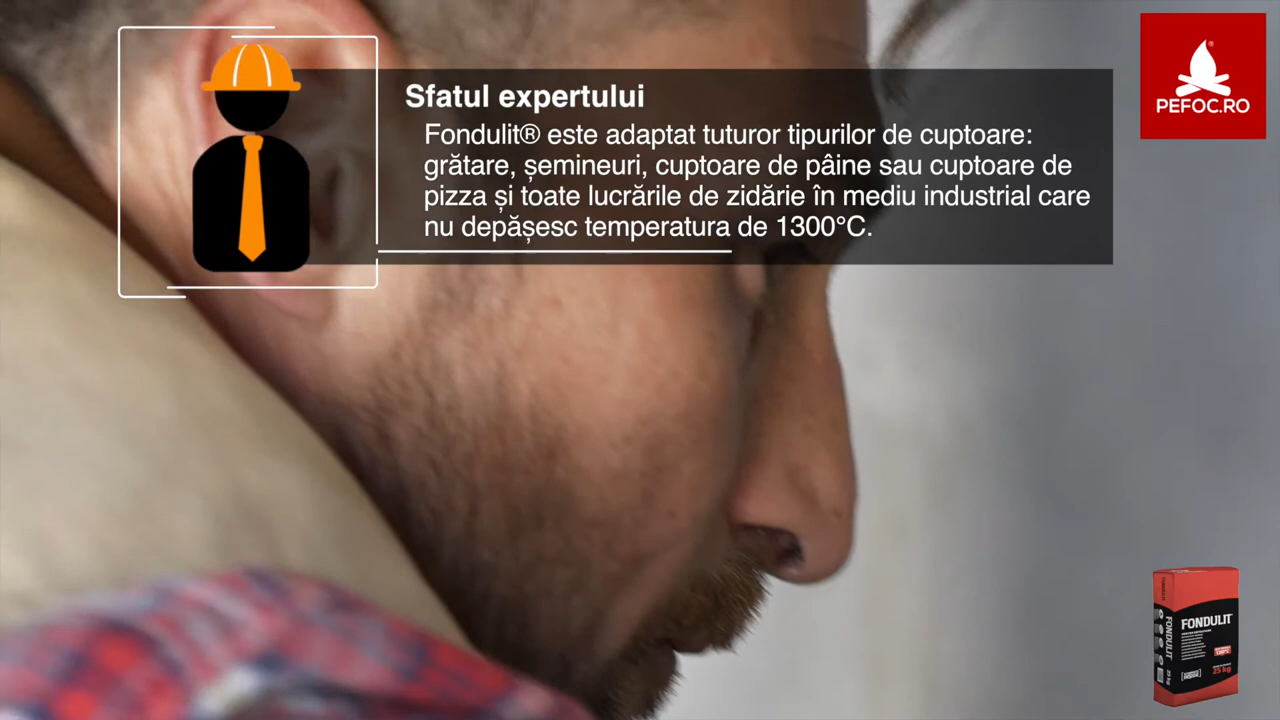 Sfatul expertului
Fondulit® este adaptat tuturor tipurilor de cuptoare:
grătare, șemineuri, cuptoare de pâine sau cuptoare de
pizza și toate lucrările de zidărie în mediu industrial care
nu depășesc temperatura de 1300°C.
PEFOC.RO
FONDULIT
FONDULIT
25 kg